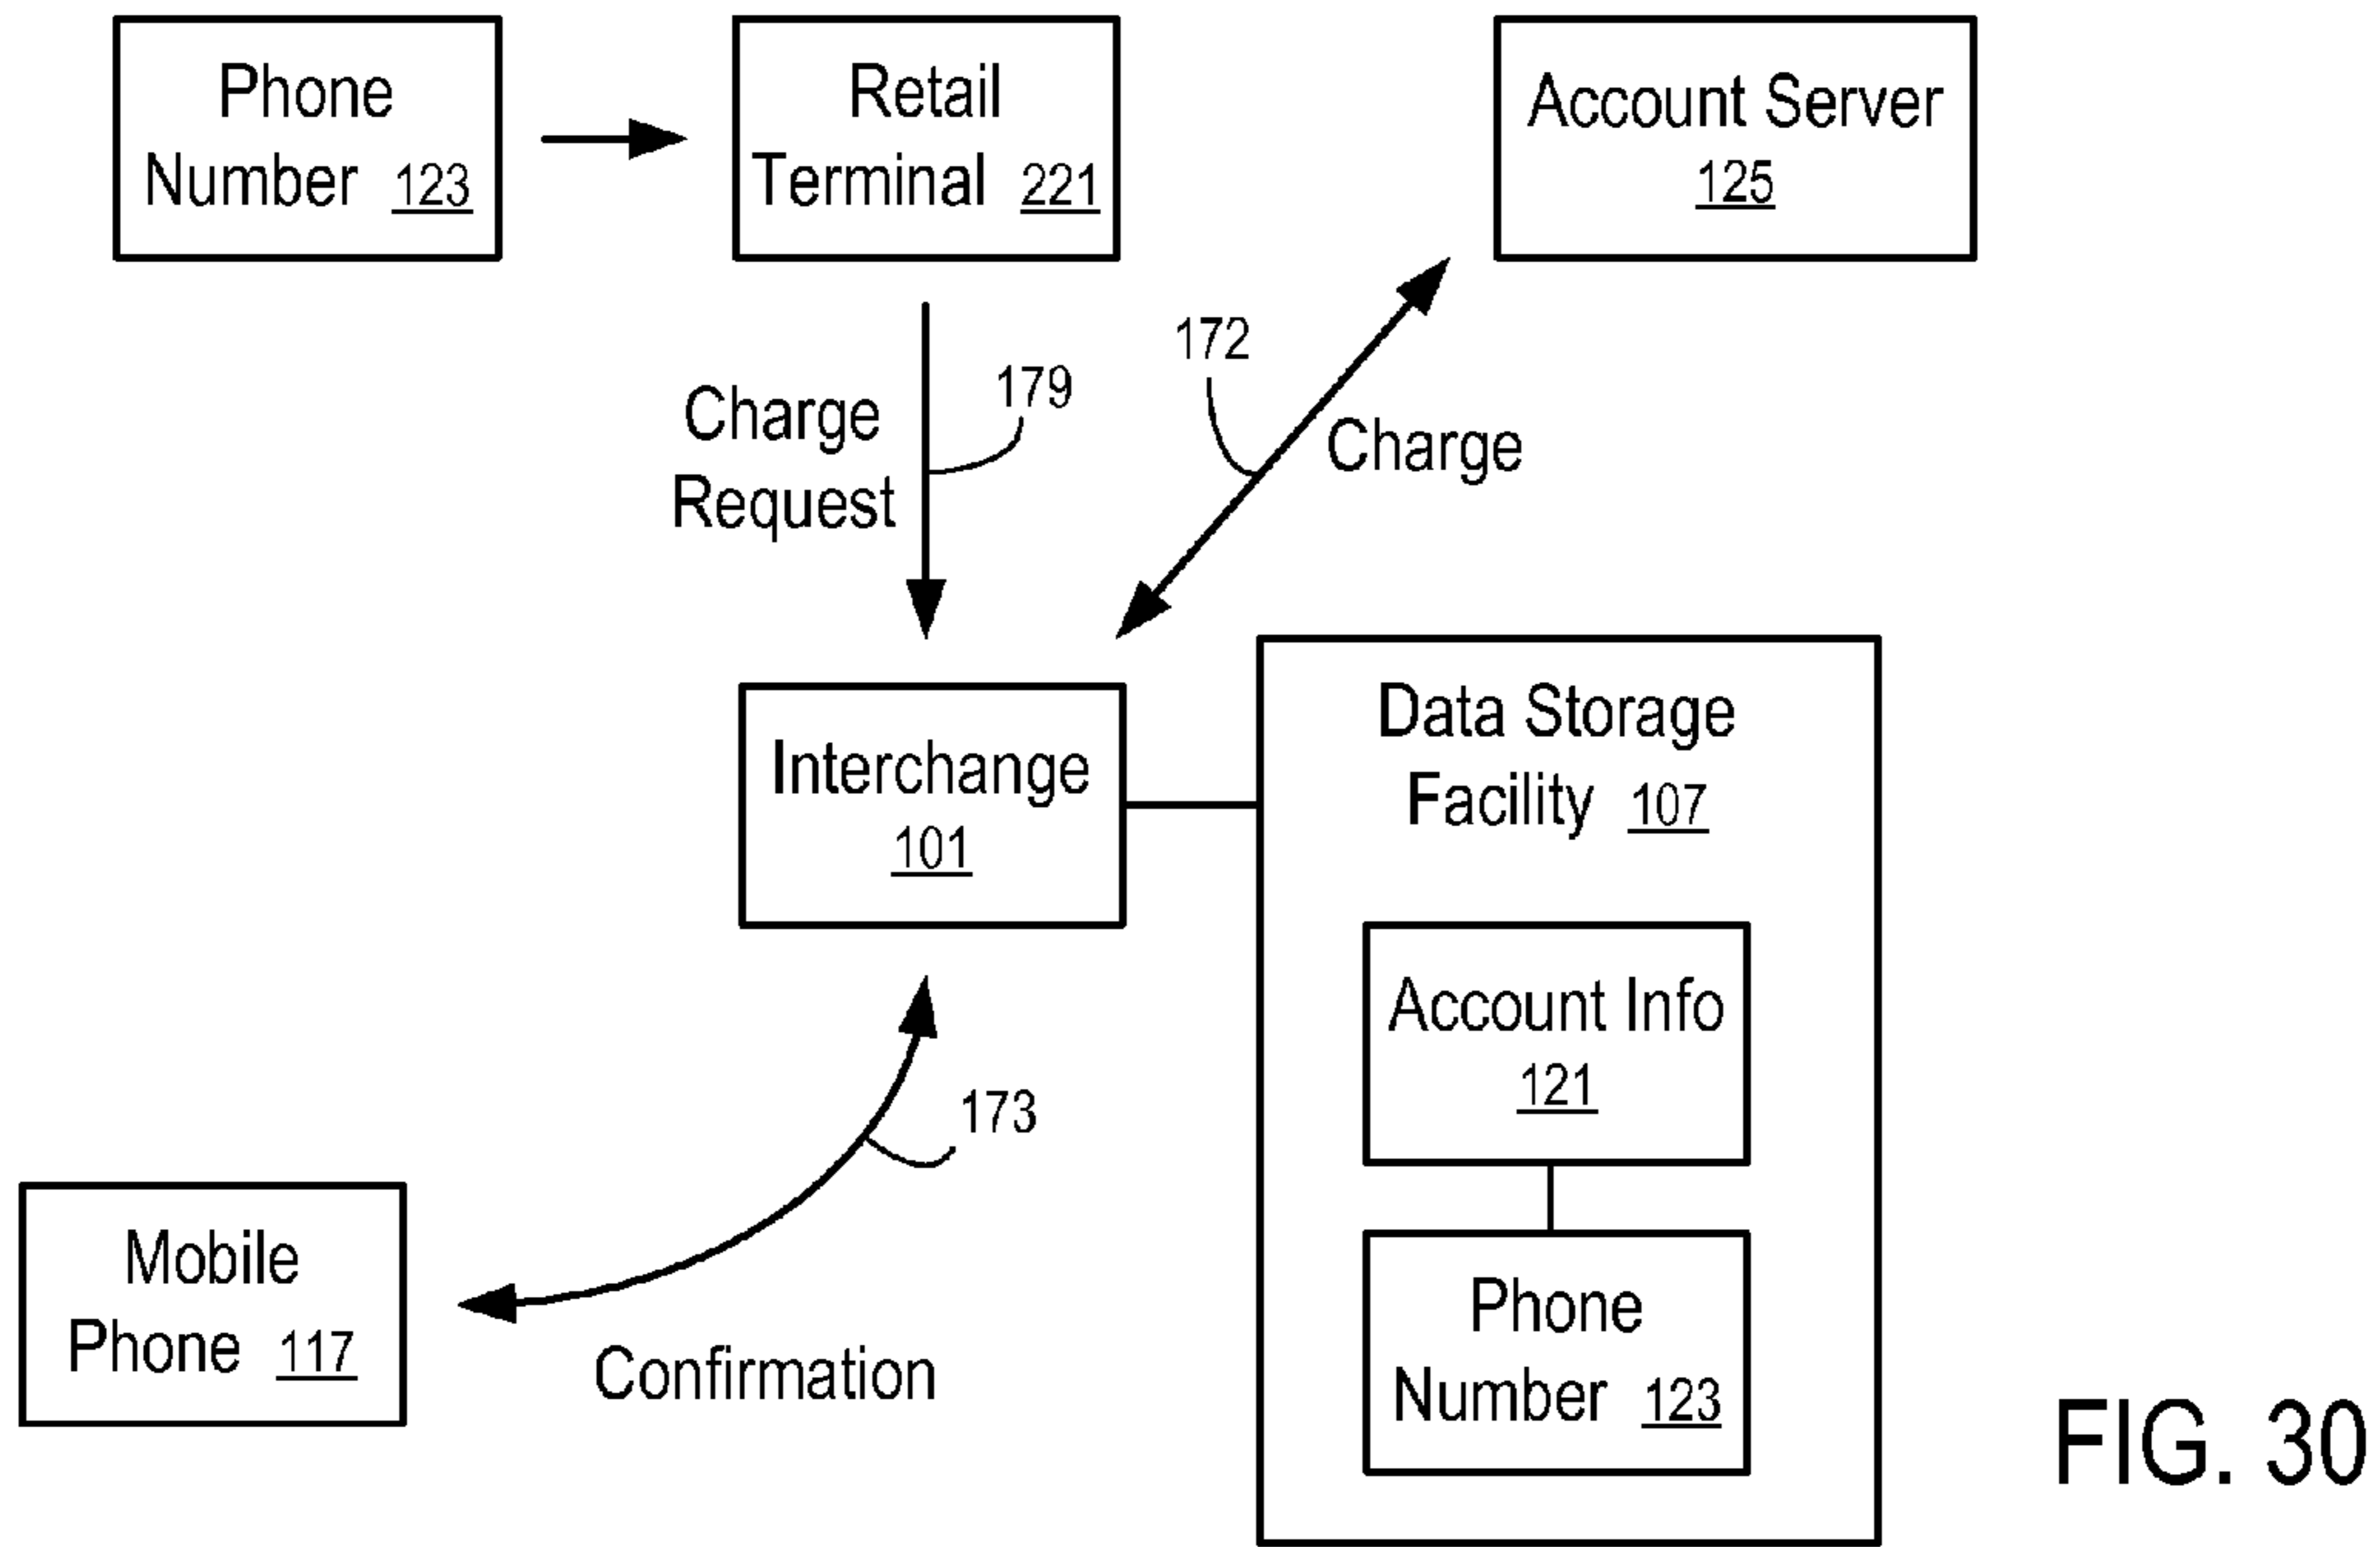 Phone
Number 123
Retail
Terminal 221
Account Server
125
Charge
Request
179
172
Charge
Interchange
101
Data Storage
Facility 107
Account Info
121
Phone
Number 123
173
Confirmation
Mobile
Phone 117
FIG. 30